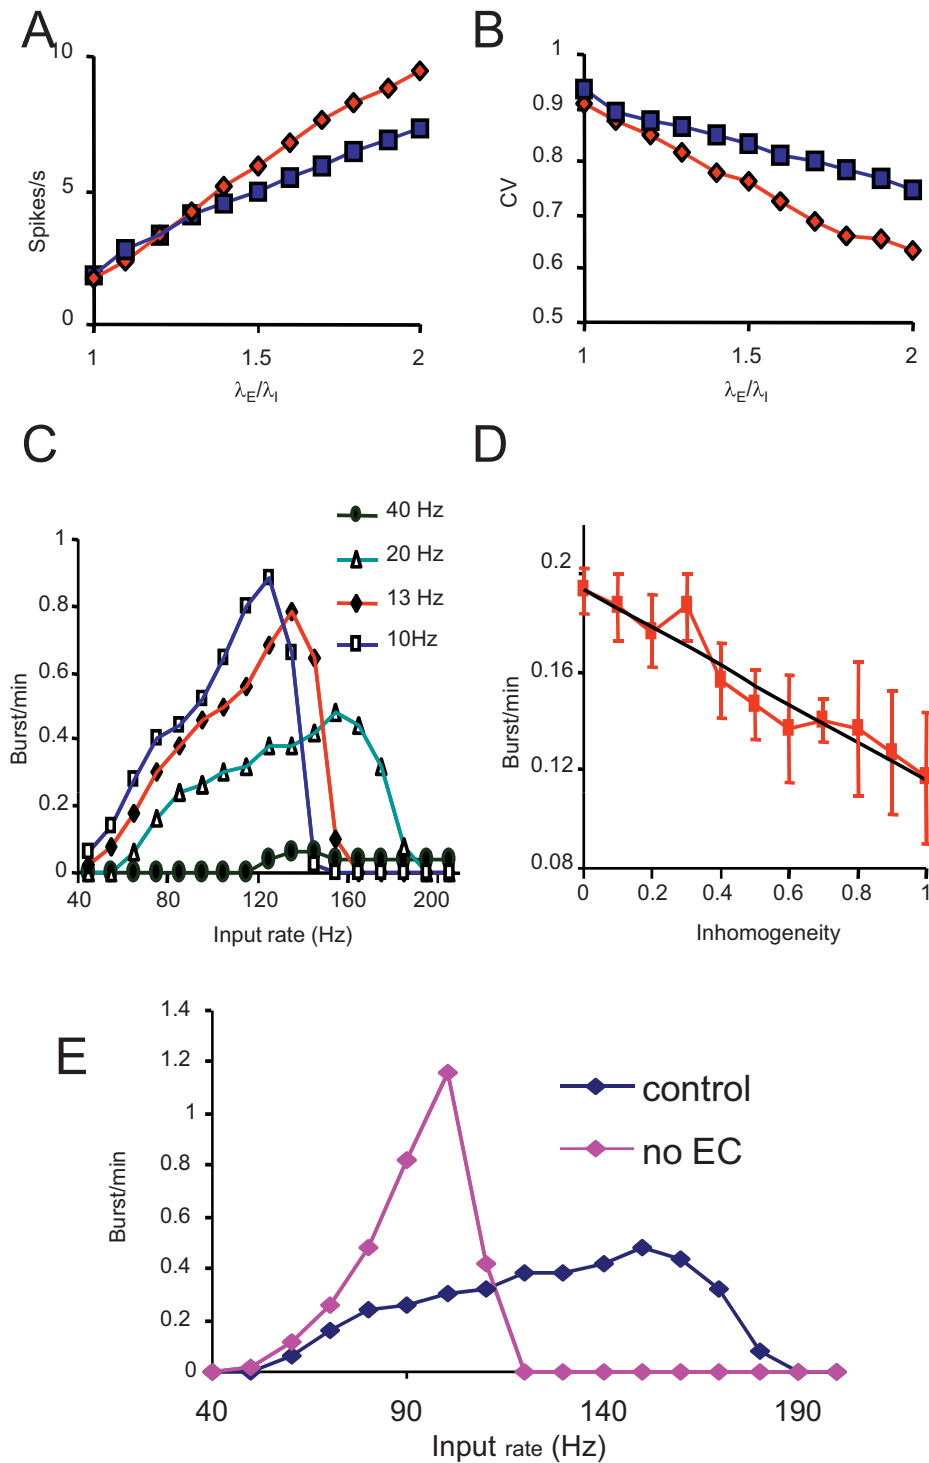 A
10
5
0
Spikes/s
1
1.5
2
λE/λI
B
1
0.9
0.8
0.7
0.6
0.5
CV
1
1.5
2
λE/λI
C
40 Hz
20 Hz
13 Hz
10Hz
1
0.8
0.6
0.4
0.2
0
Burst/min
40
80
120
160
200
Input rate (Hz)
D
0.2
0.16
0.12
0.08
Burst/min
0
0.2
0.4
0.6
0.8
1
Inhomogeneity
E
1.4
1.2
1
0.8
0.6
0.4
0.2
0
Burst/min
control
no EC
40
90
140
190
Input rate (Hz)